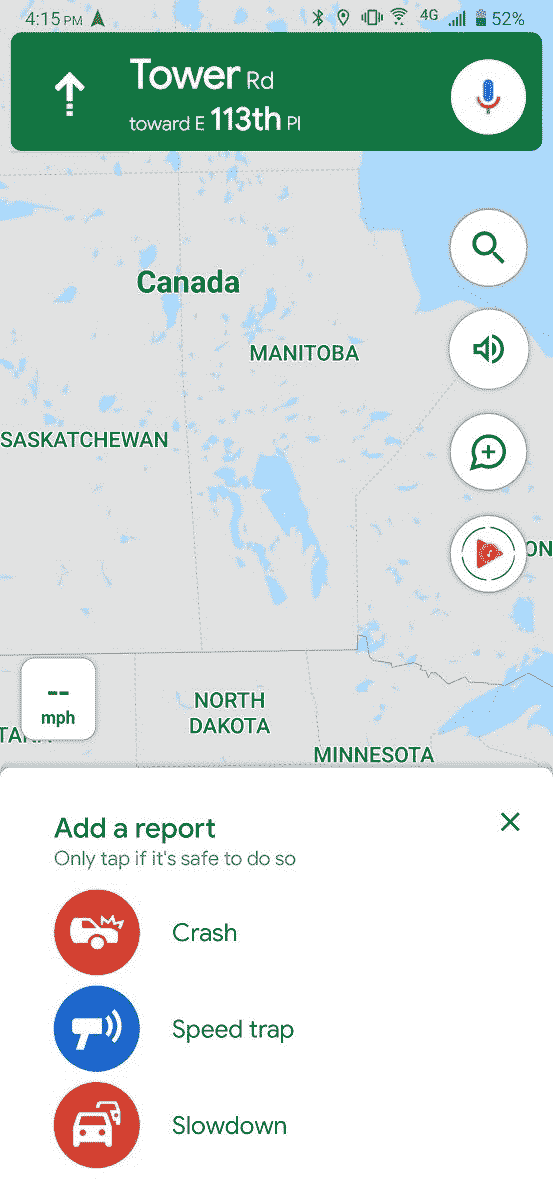 4:15 PM 4G 52%
Tower Rd
toward E 113th Pl
Canada
MANITOBA
SASKATCHEWAN
ON
--
mph
NORTH
DAKOTA
MINNESOTA
Add a report
Only tap if it's safe to do so
Crash
Speed trap
Slowdown